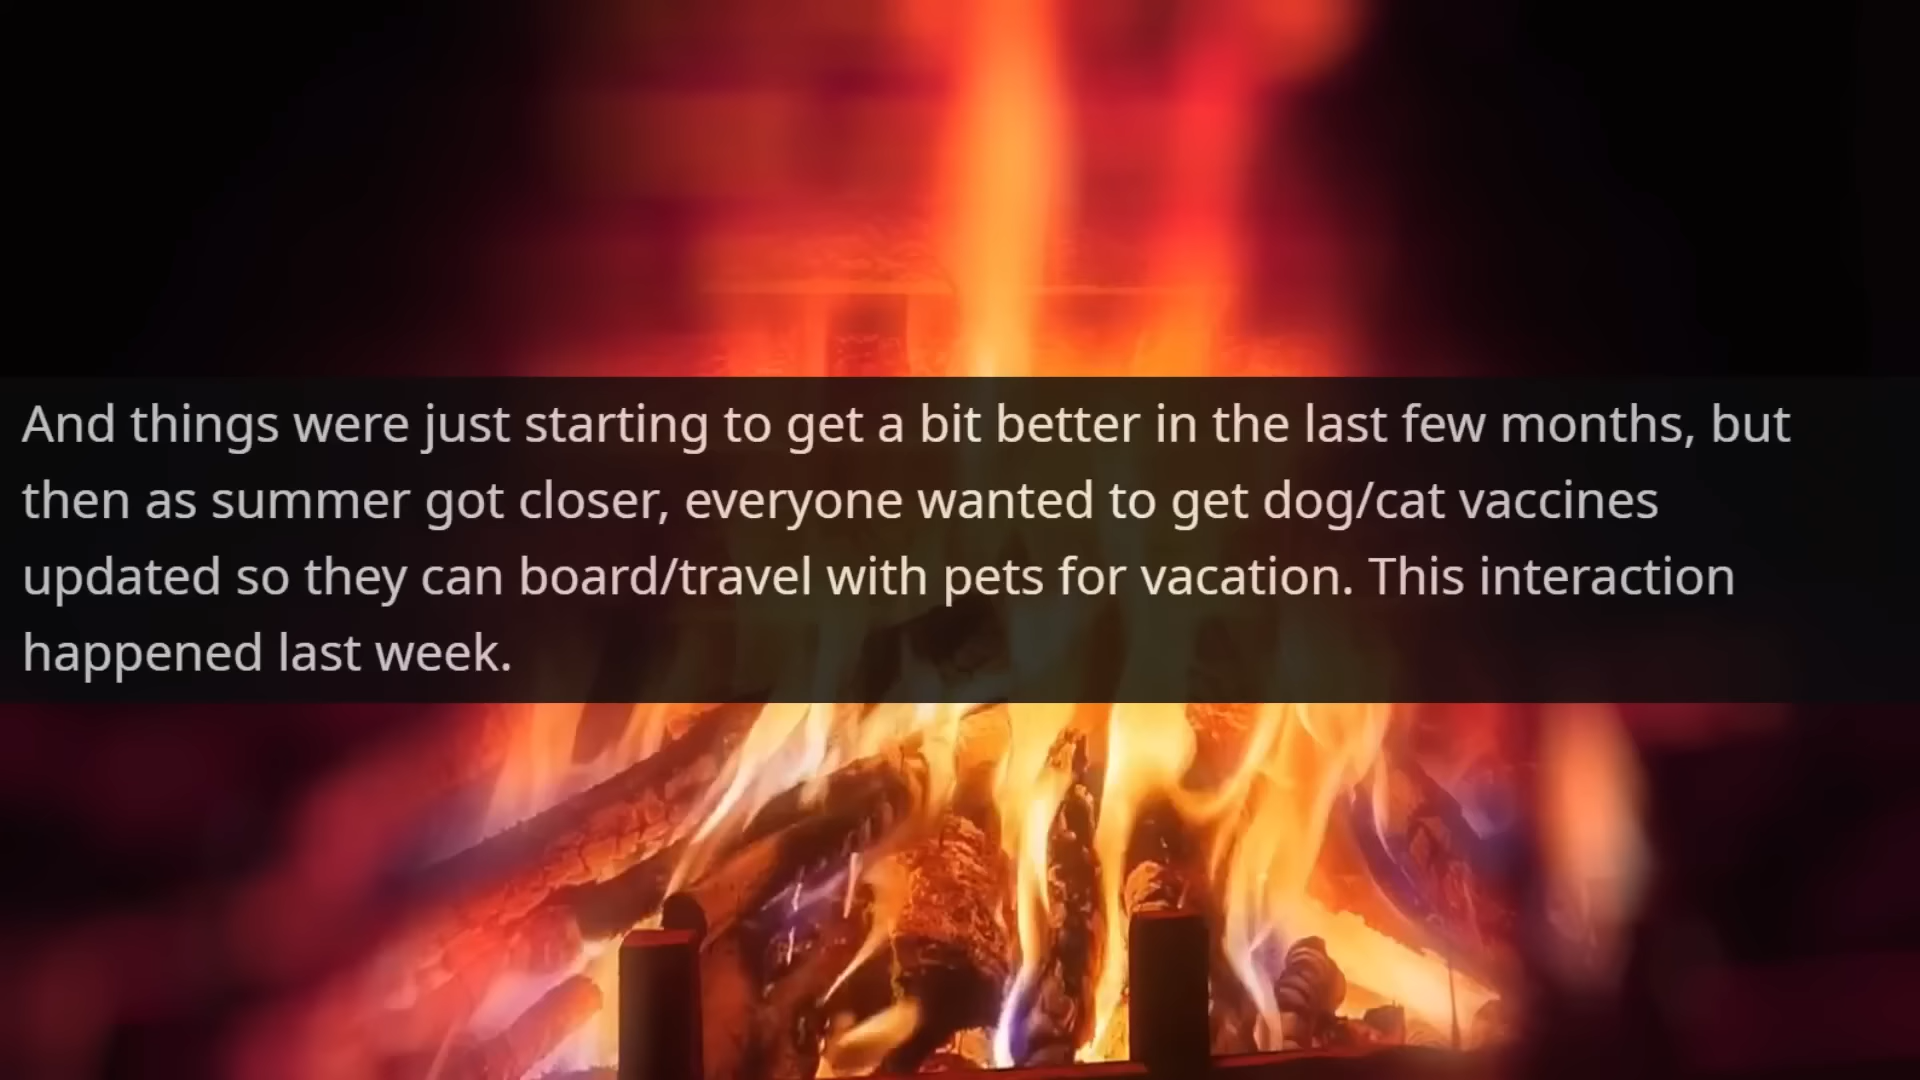 And things were just starting to get a bit better in the last few months, but
then as summer got closer, everyone wanted to get dog/cat vaccines
updated so they can board/travel with pets for vacation. This interaction
happened last week.